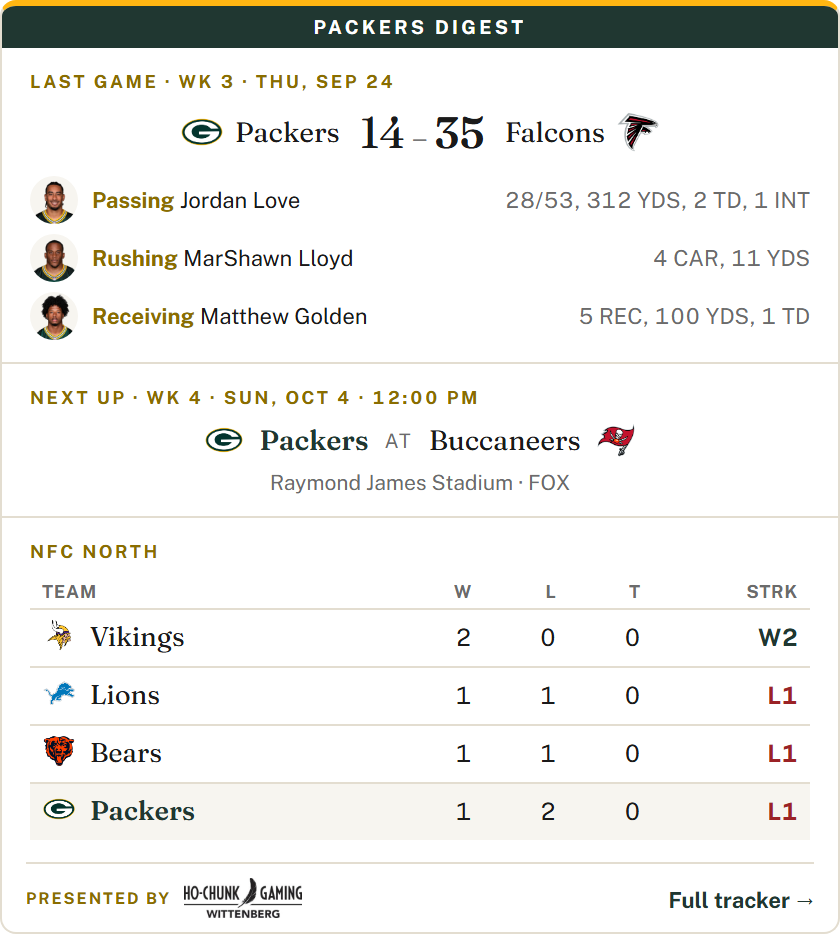 PACKERS DIGEST
LAST GAME · WK 3 · THU, SEP 24
Packers 14 – 35 Falcons
Passing Jordan Love 28/53, 312 YDS, 2 TD, 1 INT
Rushing MarShawn Lloyd 4 CAR, 11 YDS
Receiving Matthew Golden 5 REC, 100 YDS, 1 TD
NEXT UP · WK 4 · SUN, OCT 4 · 12:00 PM
Packers AT Buccaneers
Raymond James Stadium · FOX
NFC NORTH
TEAM W L T STRK
Vikings 2 0 0 W2
Lions 1 1 0 L1
Bears 1 1 0 L1
Packers 1 2 0 L1
PRESENTED BY HO-CHUNK GAMING WITTENBERG Full tracker →